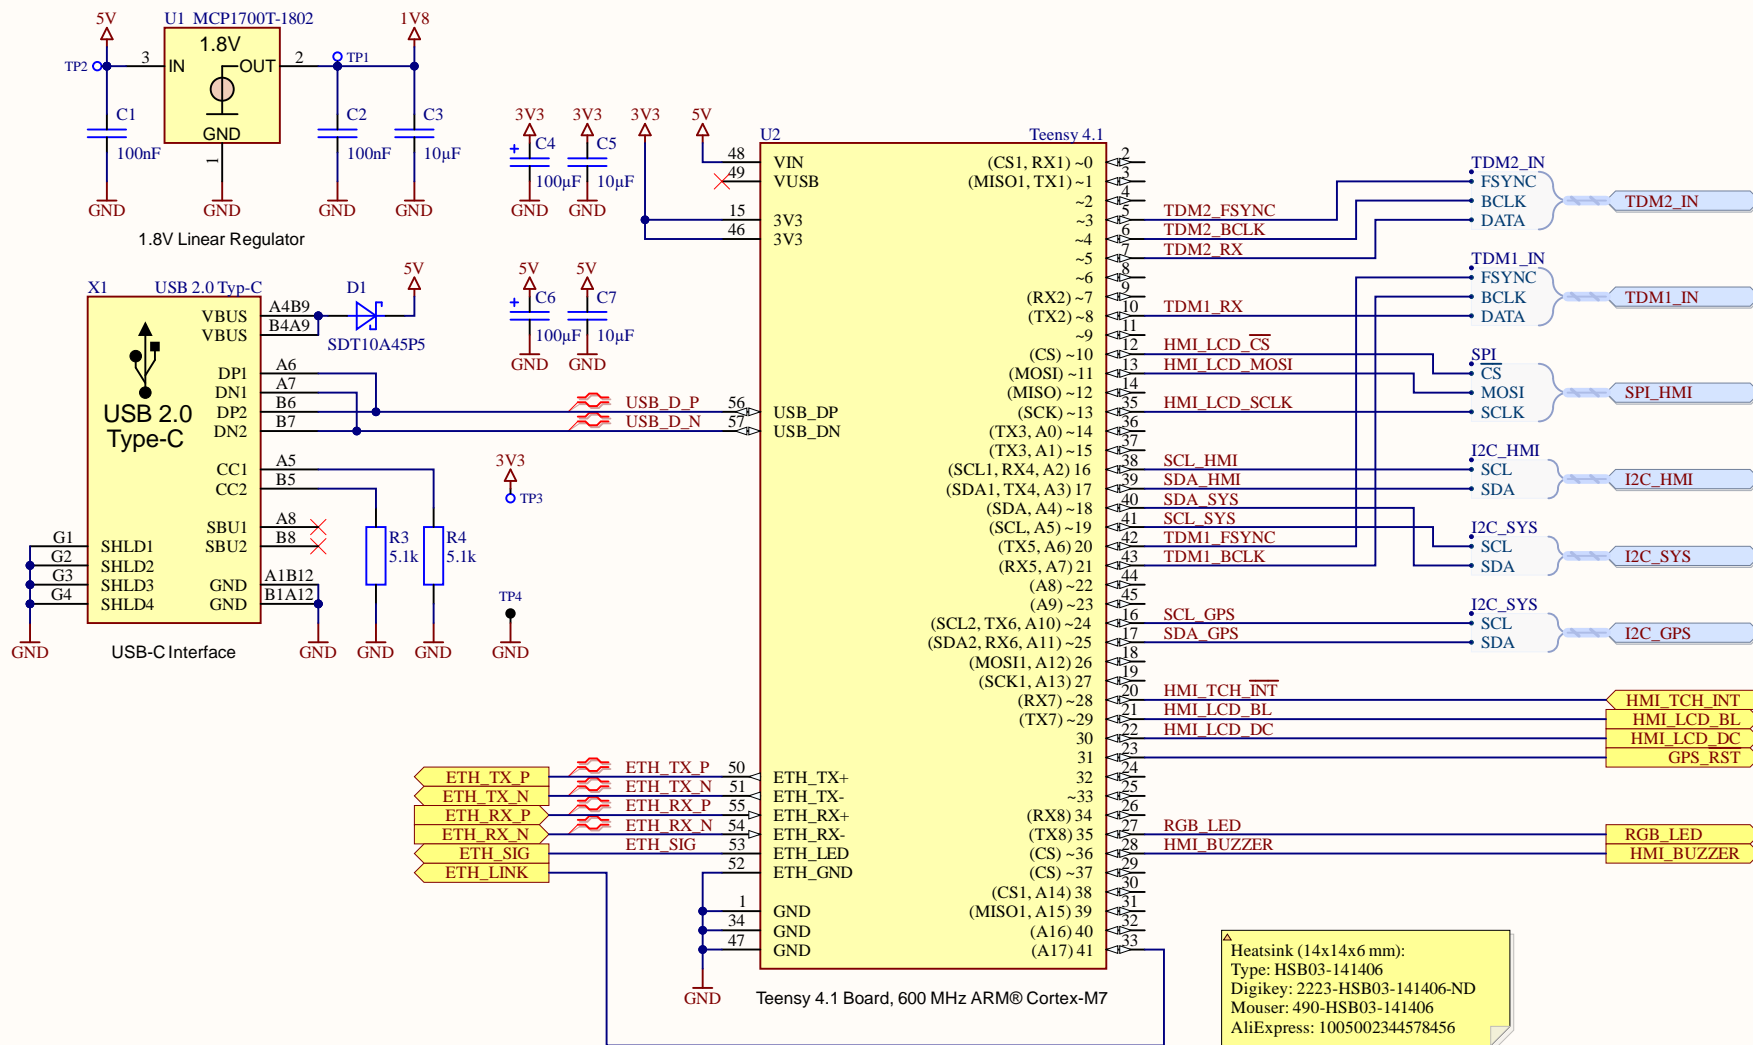 5V
U1 MCP1700T-1802
1V8
1.8V
TP2
3
IN
OUT
2
TP1
C1
100nF
GND
1
C2
100nF
C3
10µF
GND
GND
GND
GND
1.8V Linear Regulator
3V3
3V3
3V3
5V
C4
100µF
C5
10µF
GND
GND
X1
USB 2.0 Typ-C
D1
5V
VBUS
A4B9
VBUS
B4A9
SDT10A45P5
DP1
A6
DN1
A7
DP2
B6
DN2
B7
USB 2.0
Type-C
CC1
A5
CC2
B5
SBU1
A8
SBU2
B8
G1
SHLD1
G2
SHLD2
G3
SHLD3
G4
SHLD4
GND
A1B12
GND
B1A12
GND
USB-C Interface
GND
GND
GND
5V
5V
C6
100µF
C7
10µF
GND
GND
USB_D_P
USB_D_N
3V3
TP3
R3
5.1k
R4
5.1k
TP4
GND
U2
Teensy 4.1
48
VIN
49
VUSB
15
3V3
46
3V3
56
USB_DP
57
USB_DN
ETH_TX_P
ETH_TX_P
50
ETH_TX+
ETH_TX_N
ETH_TX_N
51
ETH_TX-
ETH_RX_P
ETH_RX_P
55
ETH_RX+
ETH_RX_N
ETH_RX_N
54
ETH_RX-
ETH_SIG
ETH_SIG
53
ETH_LED
ETH_LINK
52
ETH_GND
1
GND
34
GND
47
GND
GND
Teensy 4.1 Board, 600 MHz ARM® Cortex-M7
(CS1, RX1) ~0
2
(MISO1, TX1) ~1
3
~2
4
~3
5
TDM2_FSYNC
~4
6
TDM2_BCLK
~5
7
TDM2_RX
~6
8
(RX2) ~7
9
(TX2) ~8
10
TDM1_RX
~9
11
(CS) ~10
12
HMI_LCD_CS
(MOSI) ~11
13
HMI_LCD_MOSI
(MISO) ~12
14
(SCK) ~13
35
HMI_LCD_SCLK
(TX3, A0) ~14
36
(TX3, A1) ~15
37
(SCL1, RX4, A2) 16
38
SCL_HMI
(SDA1, TX4, A3) 17
39
SDA_HMI
(SDA, A4) ~18
40
SDA_SYS
(SCL, A5) ~19
41
SCL_SYS
(TX5, A6) 20
42
TDM1_FSYNC
(RX5, A7) 21
43
TDM1_BCLK
(A8) ~22
44
(A9) ~23
45
(SCL2, TX6, A10) ~24
16
SCL_GPS
(SDA2, RX6, A11) ~25
17
SDA_GPS
(MOSI1, A12) 26
18
(SCK1, A13) 27
19
(RX7) ~28
20
HMI_TCH_INT
(TX7) ~29
21
HMI_LCD_BL
30
22
HMI_LCD_DC
31
23
32
24
~33
25
(RX8) 34
26
(TX8) 35
27
RGB_LED
(CS) ~36
28
HMI_BUZZER
(CS) ~37
29
(CS1, A14) 38
30
(MISO1, A15) 39
31
(A16) 40
32
(A17) 41
33
TDM2_IN
FSYNC
BCLK
DATA
TDM2_IN
TDM1_IN
FSYNC
BCLK
DATA
TDM1_IN
SPI
CS
MOSI
SCLK
SPI_HMI
I2C_HMI
SCL
SDA
I2C_HMI
I2C_SYS
SCL
SDA
I2C_SYS
I2C_SYS
SCL
SDA
I2C_GPS
HMI_TCH_INT
HMI_LCD_BL
HMI_LCD_DC
GPS_RST
RGB_LED
HMI_BUZZER
Heatsink (14x14x6 mm):
Type: HSB03-141406
Digikey: 2223-HSB03-141406-ND
Mouser: 490-HSB03-141406
AliExpress: 1005002344578456